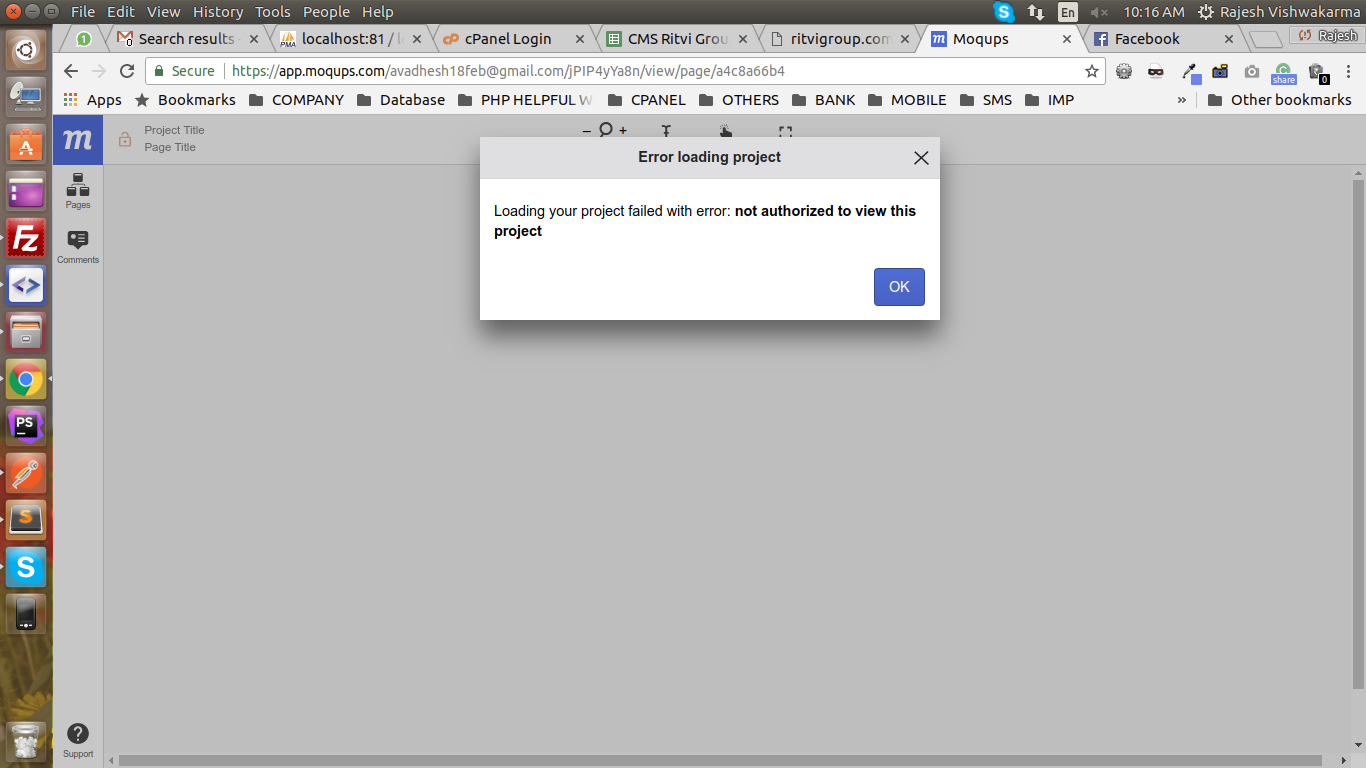 File Edit View History Tools People Help
En 10:16 AM Rajesh Vishwakarma
1 Search results localhost:81 / l cPanel Login CMS Ritvi Grou ritvigroup.com Moqups Facebook Rajesh
Secure https://app.moqups.com/avadhesh18feb@gmail.com/jPIP4yYa8n/view/page/a4c8a66b4 share 0
Apps Bookmarks COMPANY Database PHP HELPFUL W CPANEL OTHERS BANK MOBILE SMS IMP » Other bookmarks
m Project Title
Page Title
− +
Error loading project
Loading your project failed with error: not authorized to view this
project
OK
Pages
Comments
Support